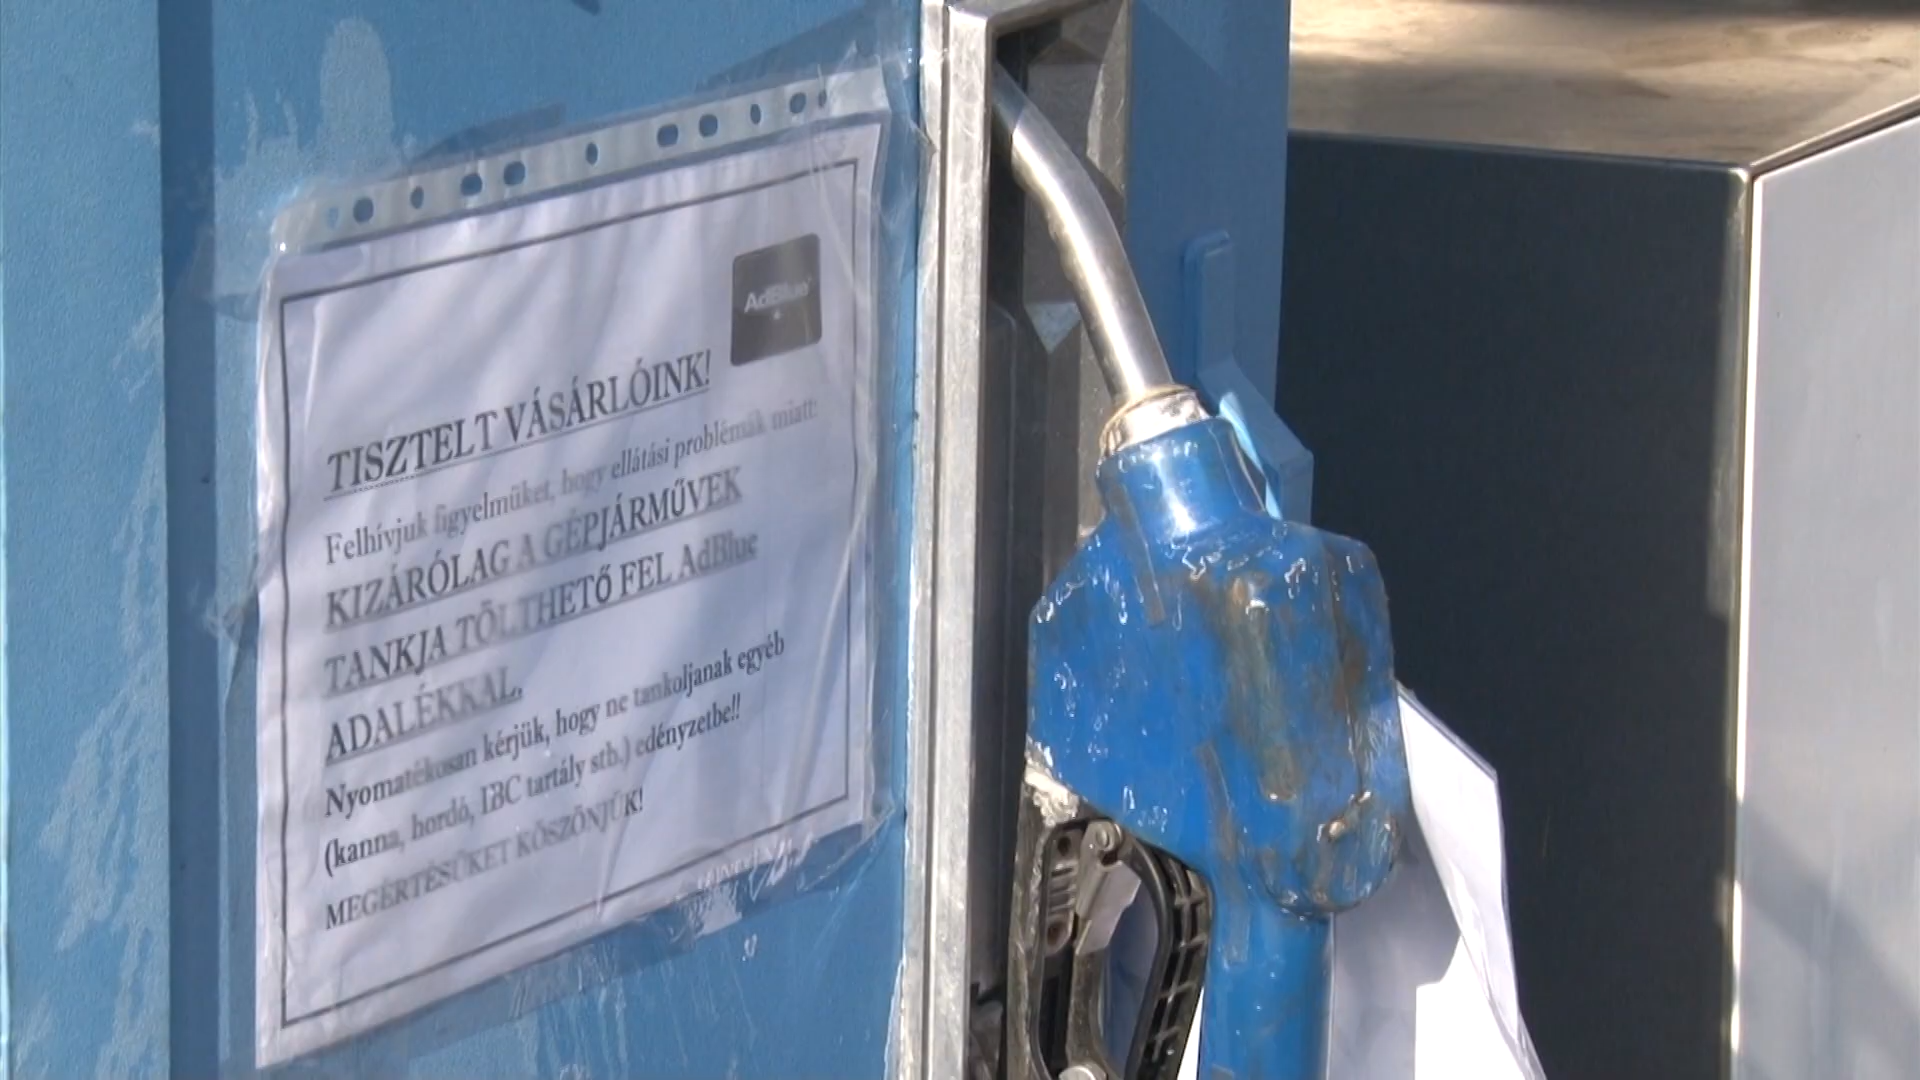 AdBlue
TISZTELT VÁSÁRLÓINK!
Felhívjuk figyelmüket, hogy ellátási problémák miatt:
KIZÁRÓLAG A GÉPJÁRMŰVEK
TANKJA TÖLTHETŐ FEL AdBlue
ADALÉKKAL.
Nyomatékosan kérjük, hogy ne tankoljanak egyéb
(kanna, hordó, IBC tartály stb.) edényzetbe!!
MEGÉRTÉSÜKET KÖSZÖNJÜK!